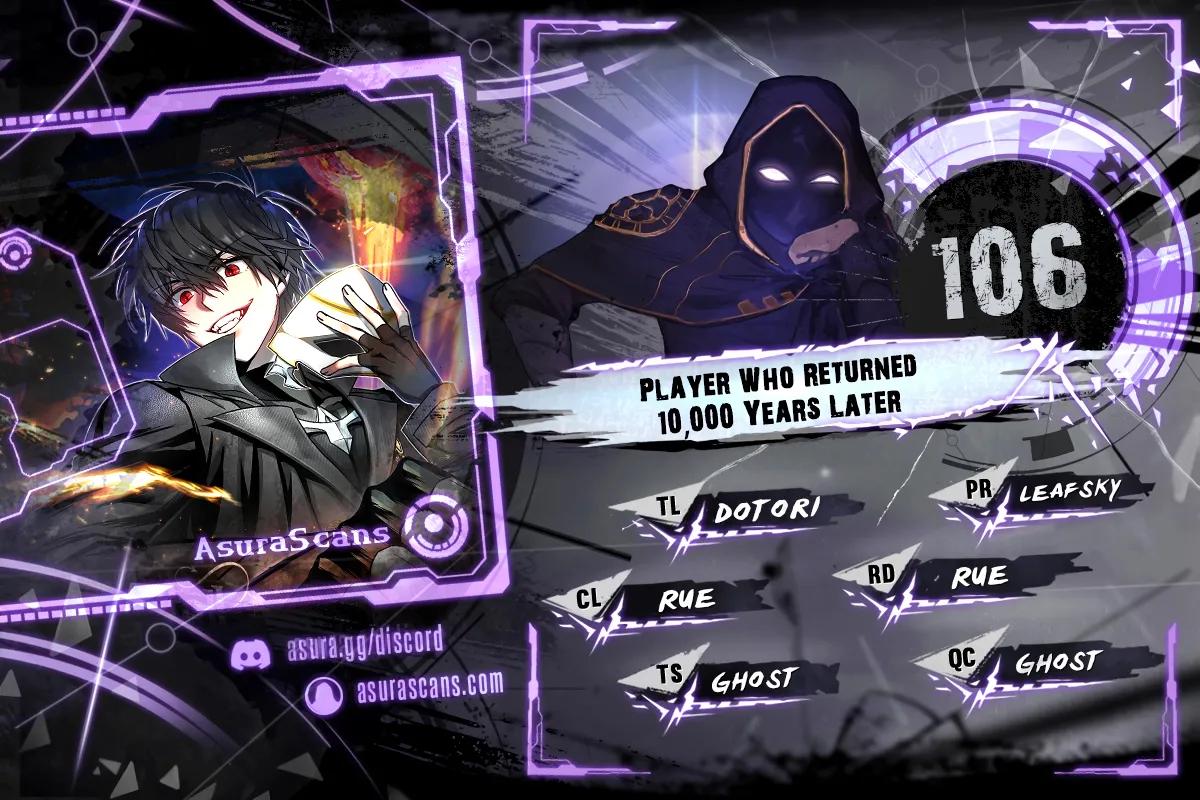 106
Player Who Returned
10,000 Years Later
TL DOTORI
PR LEAFSKY
CL RUE
RD RUE
TS GHOST
QC GHOST
AsuraScans
asura.gg/discord
asurascans.com